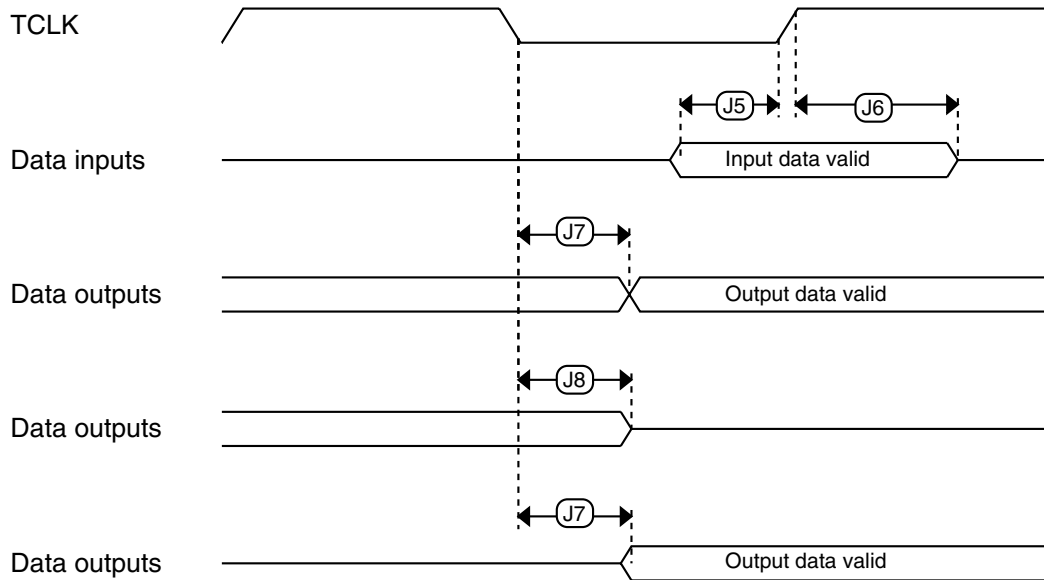 TCLK
J5
J6
Data inputs
Input data valid
J7
Data outputs
Output data valid
J8
Data outputs
J7
Data outputs
Output data valid